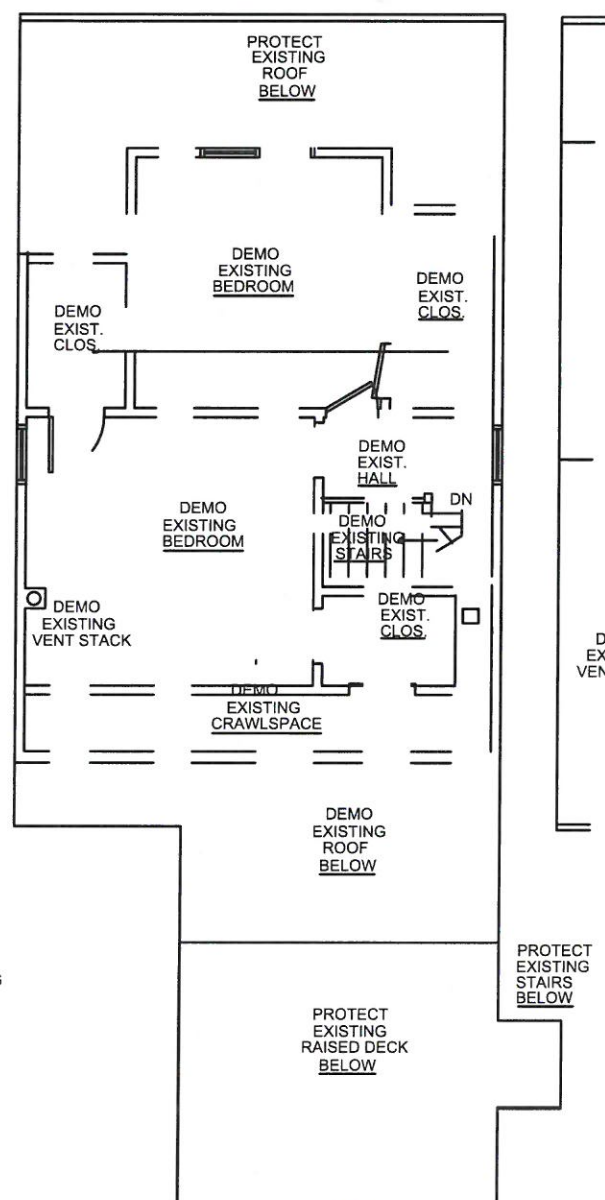 PROTECT
EXISTING
ROOF
BELOW
DEMO
EXISTING
BEDROOM
DEMO
EXIST.
CLOS.
DEMO
EXIST.
CLOS.
DEMO
EXIST.
HALL
DN
DEMO
EXISTING
BEDROOM
DEMO
EXISTING
STAIRS
DEMO
EXISTING
VENT STACK
DEMO
EXIST.
CLOS.
D
EX
VEN
DEMO
EXISTING
CRAWLSPACE
DEMO
EXISTING
ROOF
BELOW
PROTECT
EXISTING
STAIRS
BELOW
G
PROTECT
EXISTING
RAISED DECK
BELOW